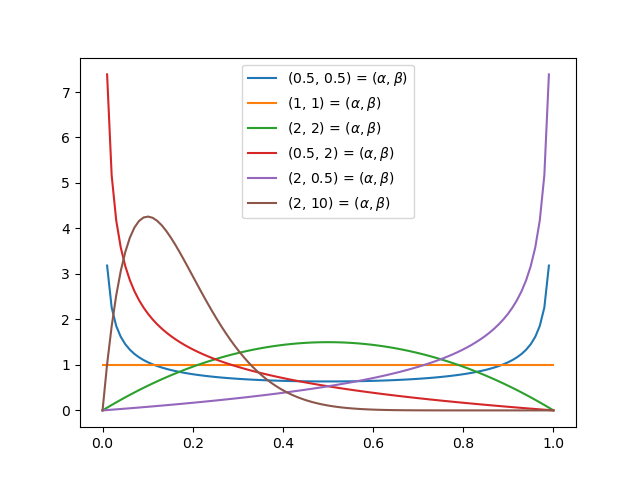 (0.5, 0.5) = (α, β)
(1, 1) = (α, β)
(2, 2) = (α, β)
(0.5, 2) = (α, β)
(2, 0.5) = (α, β)
(2, 10) = (α, β)
7
6
5
4
3
2
1
0
0.0 0.2 0.4 0.6 0.8 1.0